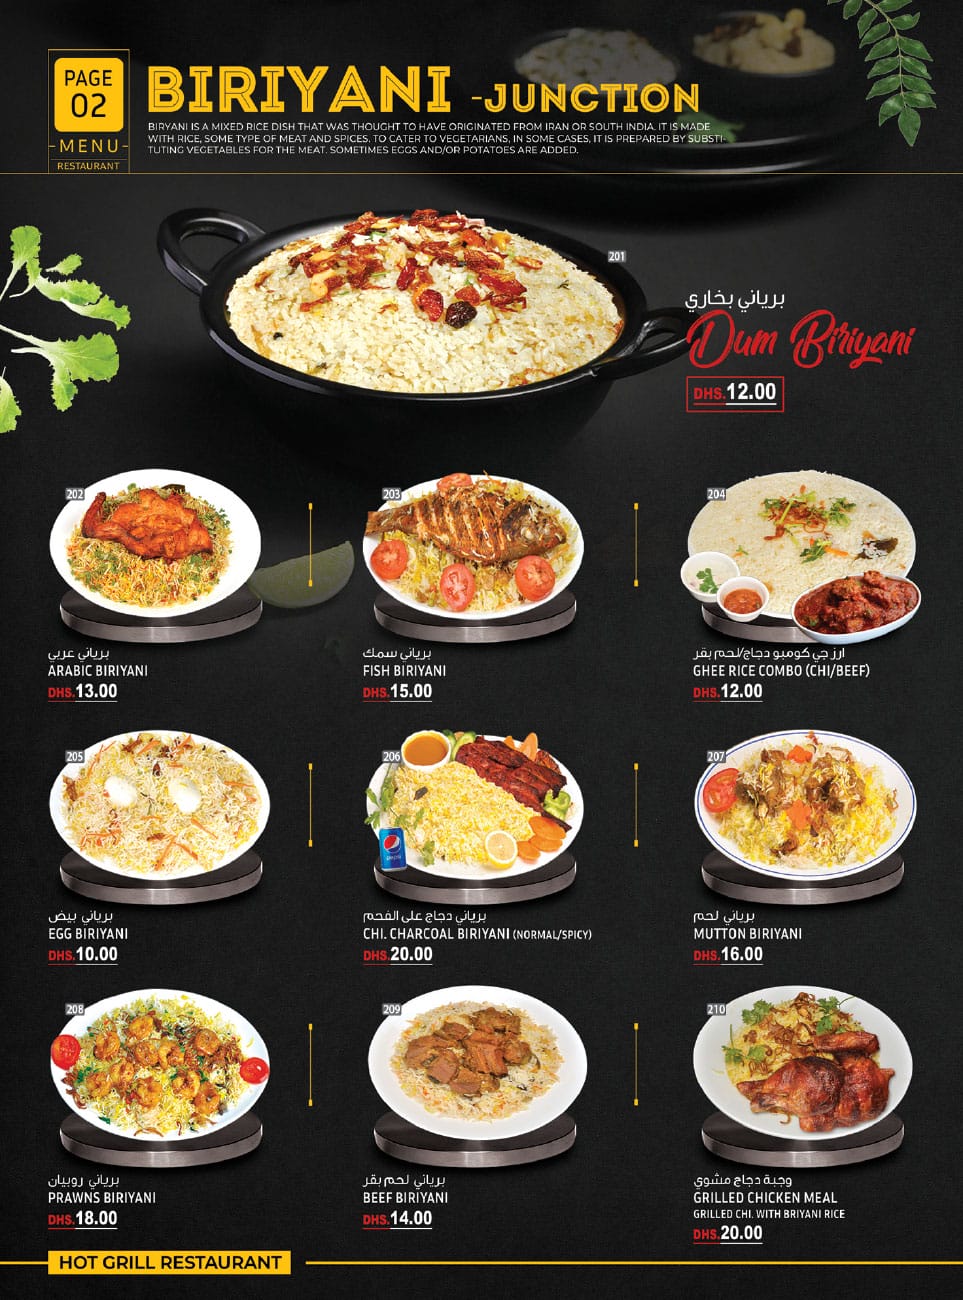 PAGE
02
MENU
RESTAURANT
BIRIYANI -JUNCTION
BIRYANI IS A MIXED RICE DISH THAT WAS THOUGHT TO HAVE ORIGINATED FROM IRAN OR SOUTH INDIA. IT IS MADE
WITH RICE, SOME TYPE OF MEAT AND SPICES. TO CATER TO VEGETARIANS, IN SOME CASES, IT IS PREPARED BY SUBSTI-
TUTING VEGETABLES FOR THE MEAT. SOMETIMES EGGS AND/OR POTATOES ARE ADDED.
201
برياني بخاري
Dum Biriyani
DHS.12.00
202
برياني عربي
ARABIC BIRIYANI
DHS.13.00
203
برياني سمك
FISH BIRIYANI
DHS.15.00
204
ارز جي كومبو دجاج/لحم بقر
GHEE RICE COMBO (CHI/BEEF)
DHS.12.00
205
برياني بيض
EGG BIRIYANI
DHS.10.00
206
pepsi
برياني دجاج على الفحم
CHI. CHARCOAL BIRIYANI (NORMAL/SPICY)
DHS.20.00
207
برياني لحم
MUTTON BIRIYANI
DHS.16.00
208
برياني روبيان
PRAWNS BIRIYANI
DHS.18.00
209
برياني لحم بقر
BEEF BIRIYANI
DHS.14.00
210
وجبة دجاج مشوي
GRILLED CHICKEN MEAL
GRILLED CHI. WITH BRIYANI RICE
DHS.20.00
HOT GRILL RESTAURANT